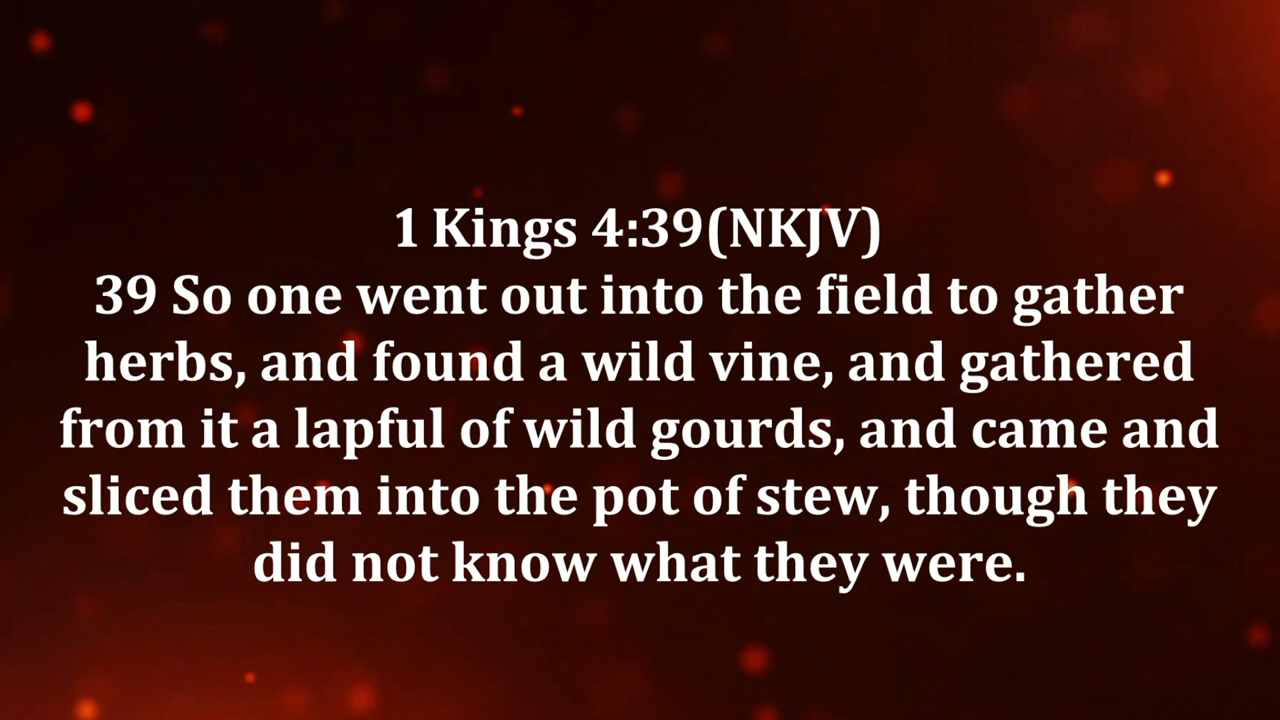 1 Kings 4:39(NKJV)
39 So one went out into the field to gather
herbs, and found a wild vine, and gathered
from it a lapful of wild gourds, and came and
sliced them into the pot of stew, though they
did not know what they were.